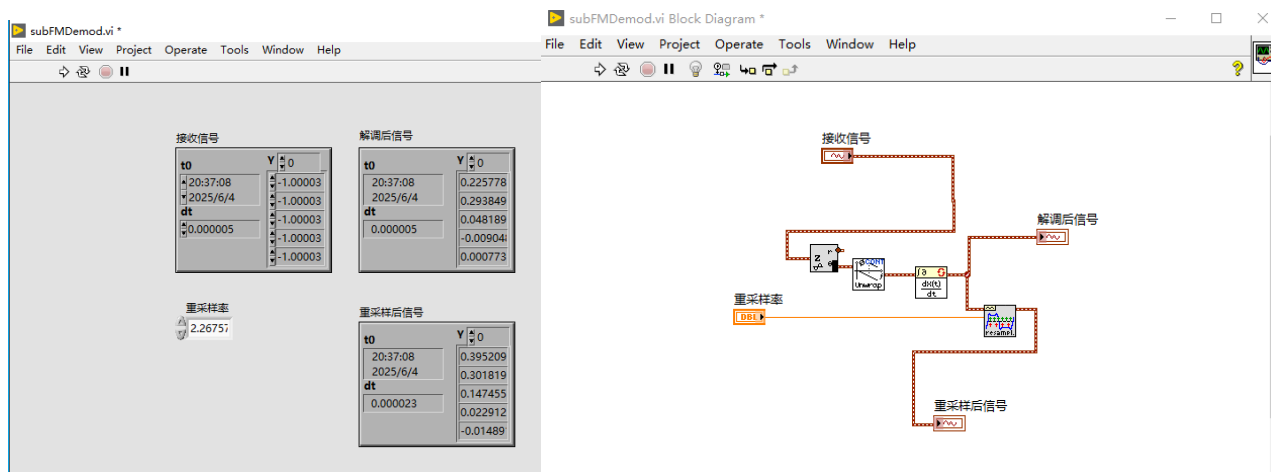 subFMDemod.vi *
File Edit View Project Operate Tools Window Help
接收信号
t0
20:37:08
2025/6/4
dt
0.000005
Y 0
-1.00003
-1.00003
-1.00003
-1.00003
-1.00003
解调后信号
t0
20:37:08
2025/6/4
dt
0.000005
Y 0
0.225778
0.293849
0.048189
-0.00904
0.000773
重采样率
2.26757
重采样后信号
t0
20:37:08
2025/6/4
dt
0.000023
Y 0
0.395209
0.301819
0.147455
0.022912
-0.01489
subFMDemod.vi Block Diagram *
File Edit View Project Operate Tools Window Help
接收信号
解调后信号
Z r
θ
CONT
Unwrap
dX(t)
dt
重采样率
DBL
resampl.
重采样后信号